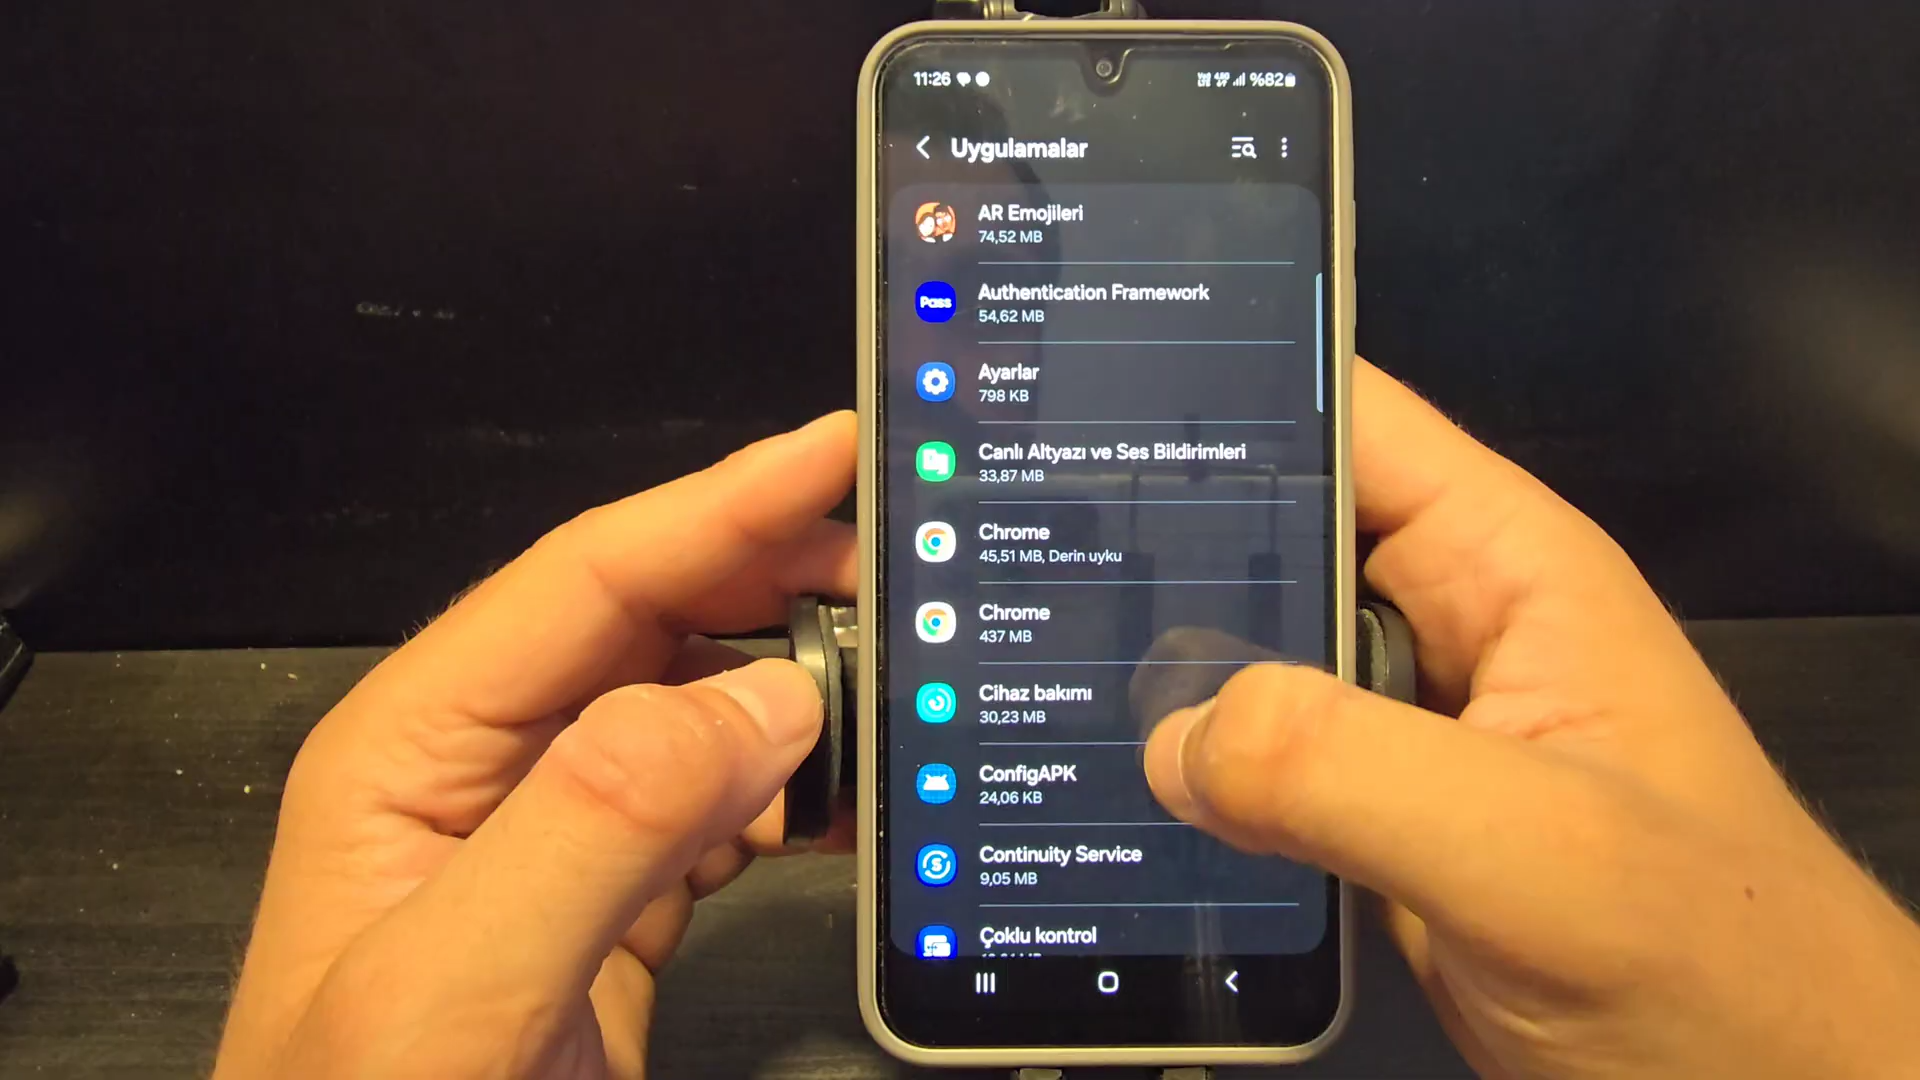 11:26
%82
Uygulamalar
AR Emojileri
74,52 MB
Pass
Authentication Framework
54,62 MB
Ayarlar
798 KB
Canlı Altyazı ve Ses Bildirimleri
33,87 MB
Chrome
45,51 MB, Derin uyku
Chrome
437 MB
Cihaz bakımı
30,23 MB
ConfigAPK
24,06 KB
Continuity Service
9,05 MB
Çoklu kontrol